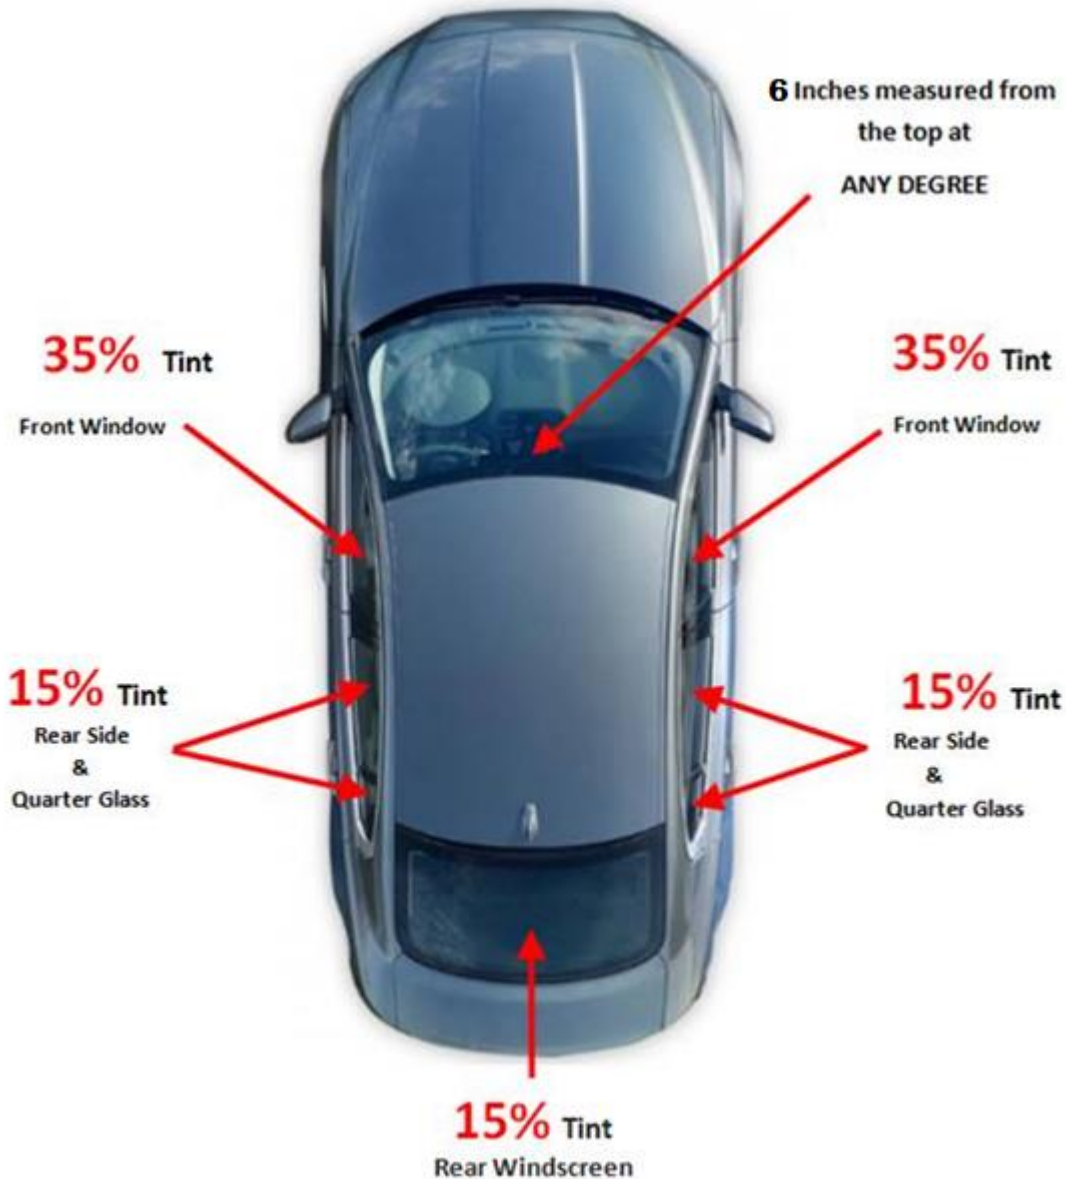 6 Inches measured from
the top at
ANY DEGREE
35% Tint
Front Window
35% Tint
Front Window
15% Tint
Rear Side
&
Quarter Glass
15% Tint
Rear Side
&
Quarter Glass
15% Tint
Rear Windscreen